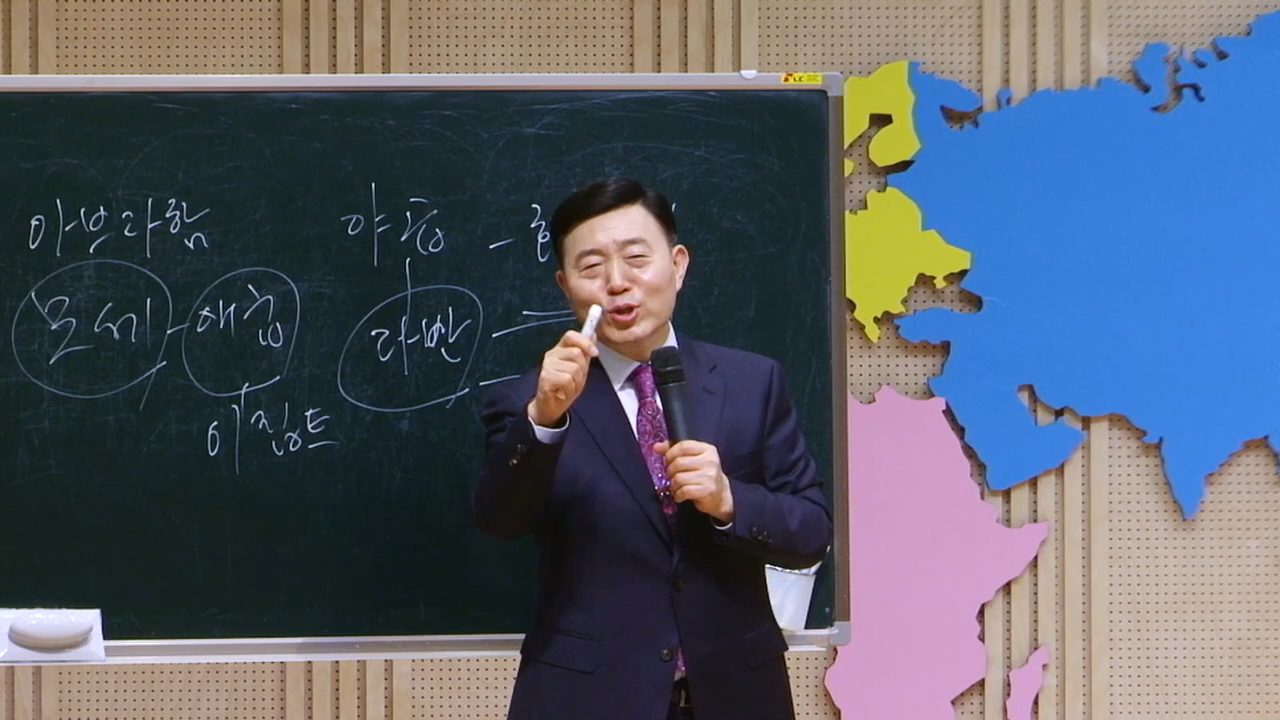 아브라함 야곱 -
모세 - 애굽 라반
이집트